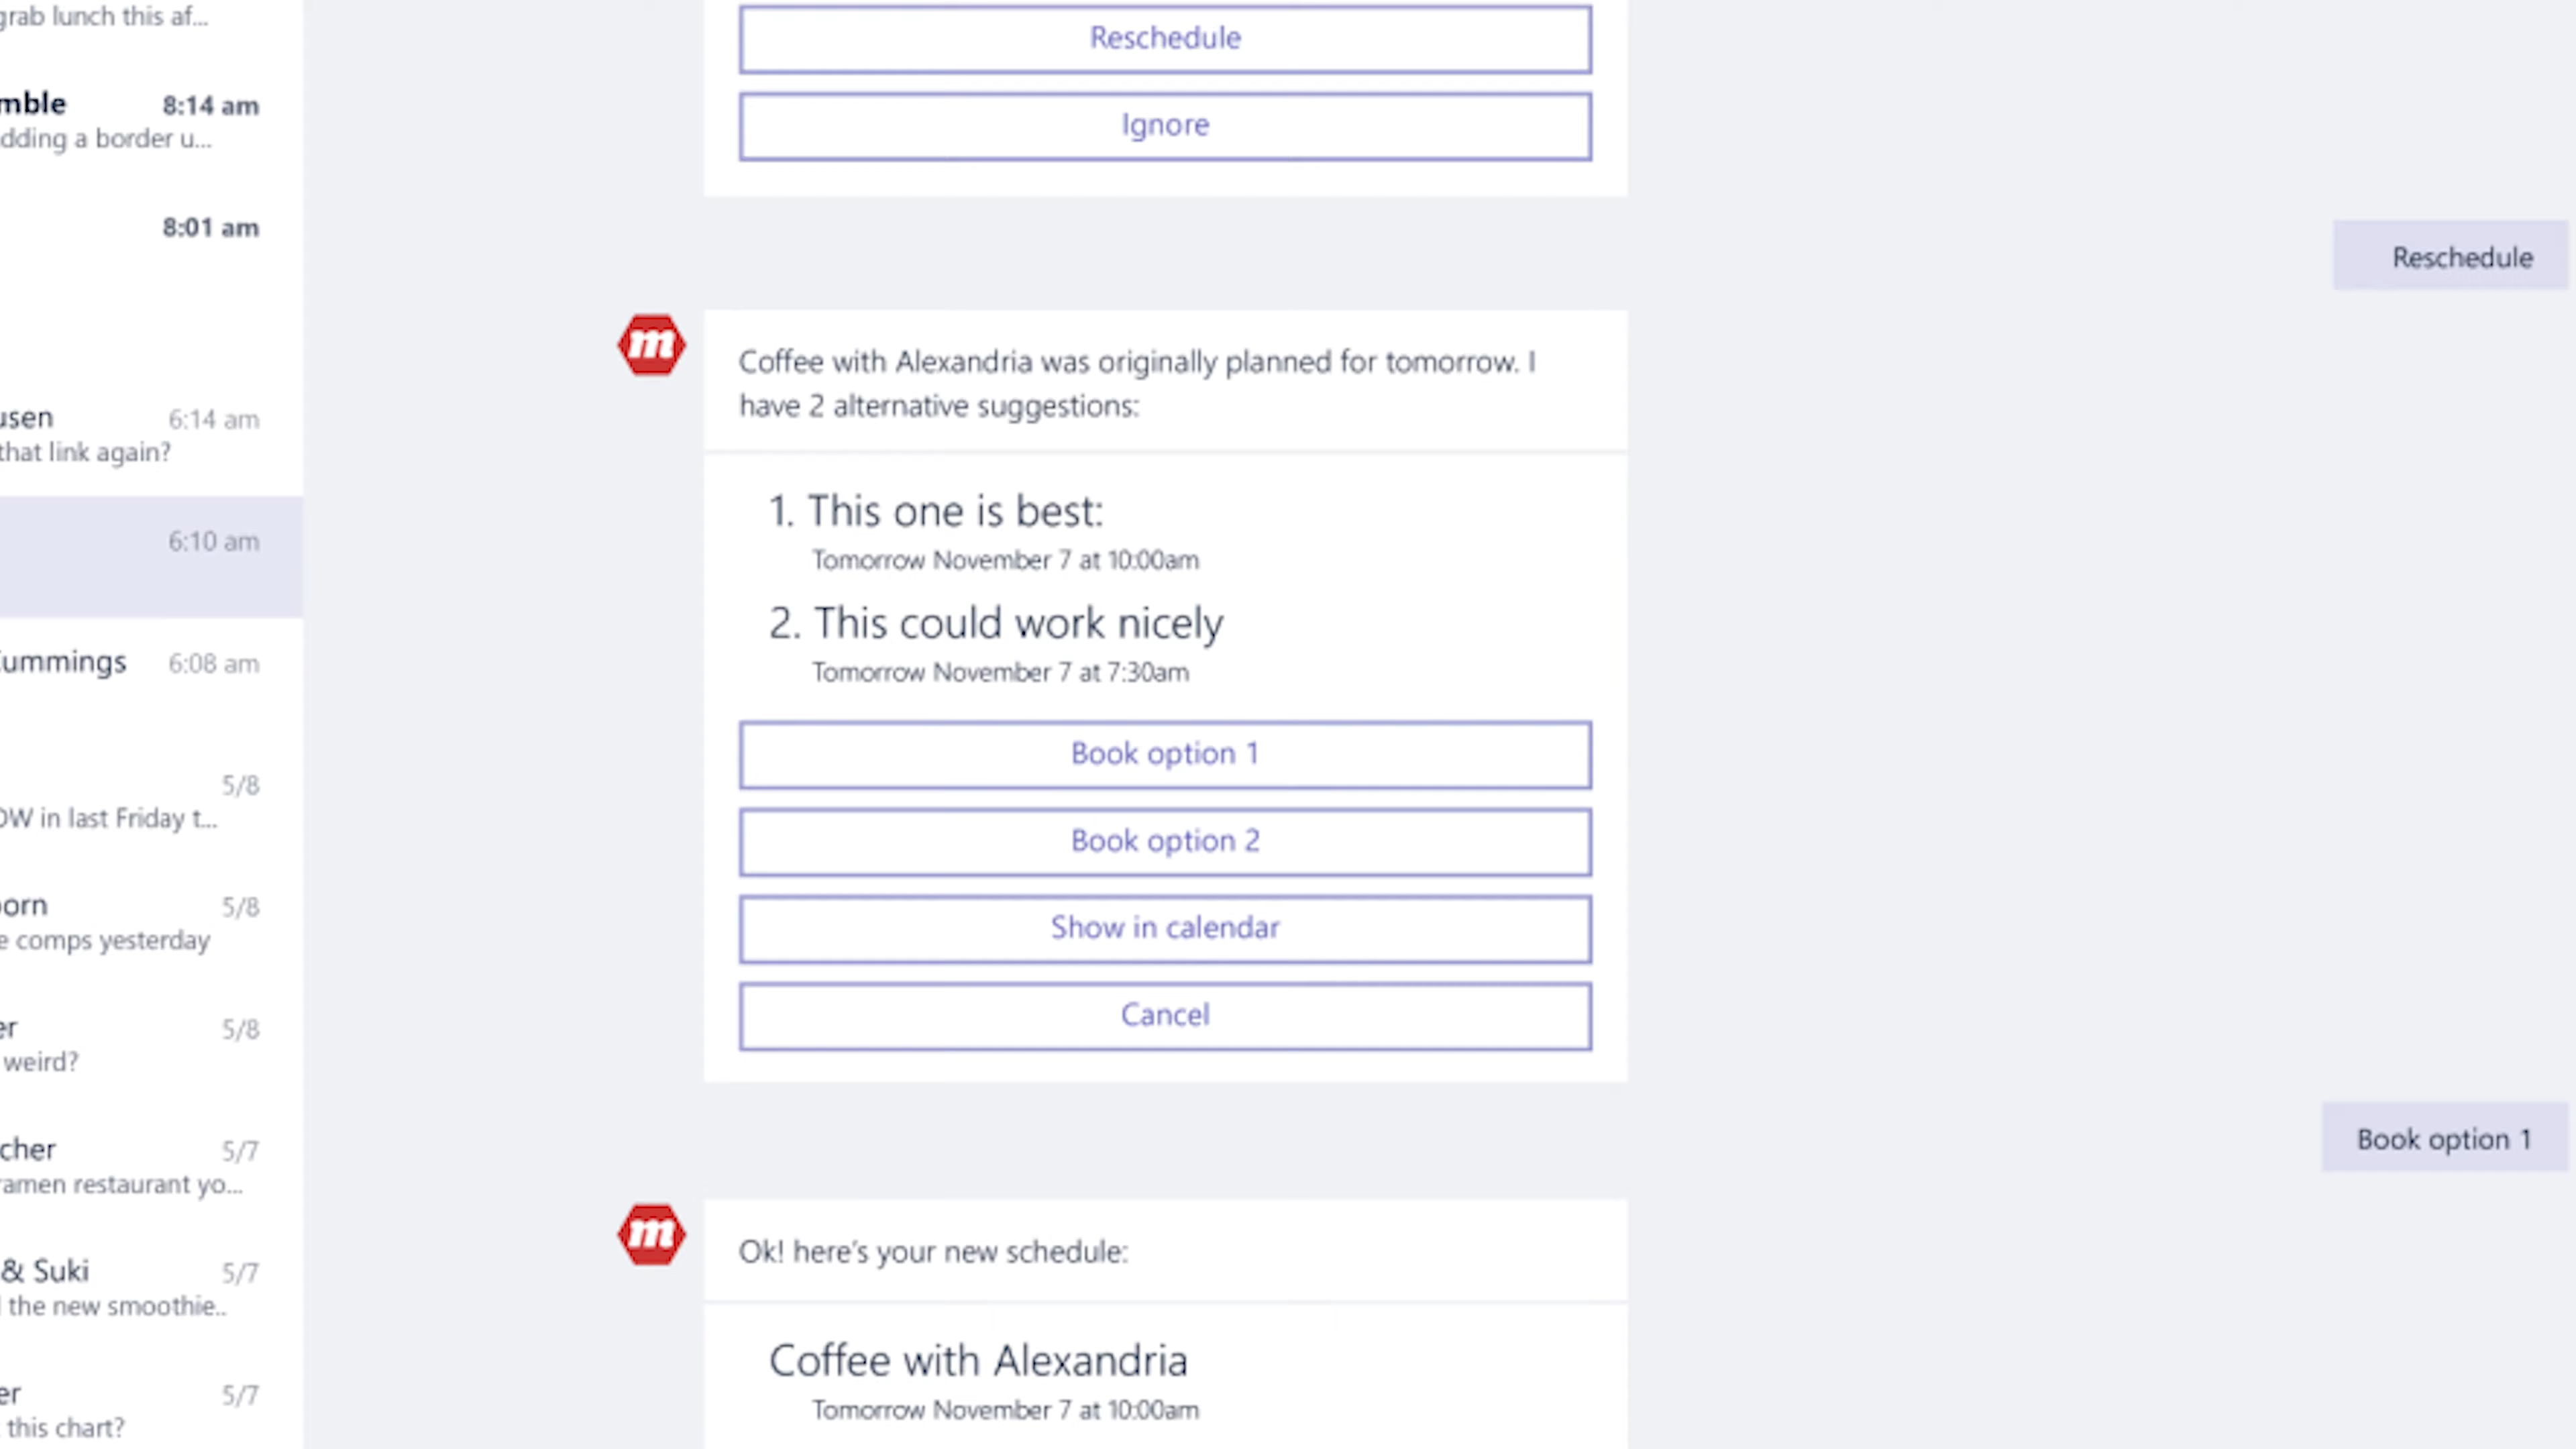 grab lunch this af...
mble 8:14 am
dding a border u...
8:01 am
usen 6:14 am
that link again?
6:10 am
Cummings 6:08 am
5/8
OW in last Friday t...
orn 5/8
e comps yesterday
er 5/8
weird?
cher 5/7
ramen restaurant yo...
& Suki 5/7
the new smoothie..
er 5/7
this chart?
Reschedule
Ignore
Reschedule
m
Coffee with Alexandria was originally planned for tomorrow. I
have 2 alternative suggestions:
1. This one is best:
Tomorrow November 7 at 10:00am
2. This could work nicely
Tomorrow November 7 at 7:30am
Book option 1
Book option 2
Show in calendar
Cancel
Book option 1
m
Ok! here's your new schedule:
Coffee with Alexandria
Tomorrow November 7 at 10:00am